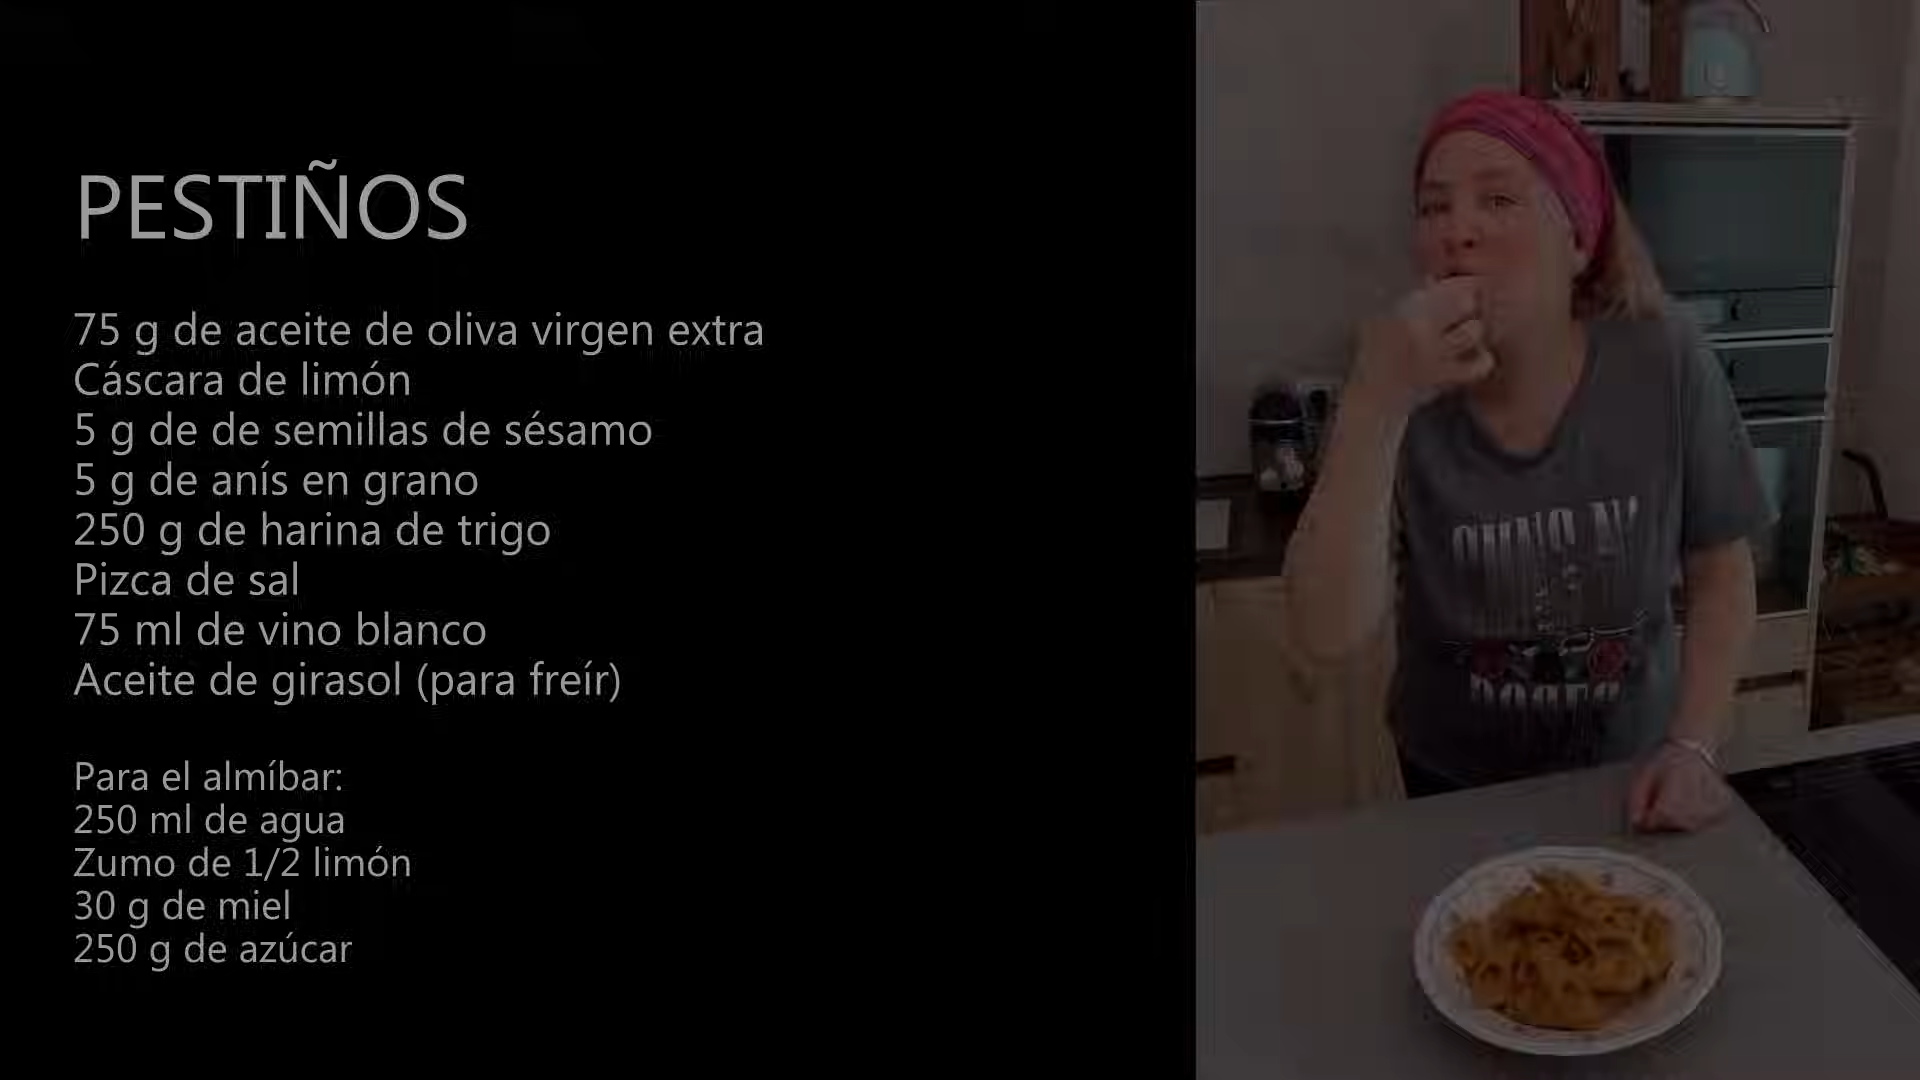 PESTIÑOS
75 g de aceite de oliva virgen extra
Cáscara de limón
5 g de de semillas de sésamo
5 g de anís en grano
250 g de harina de trigo
Pizca de sal
75 ml de vino blanco
Aceite de girasol (para freír)
Para el almíbar:
250 ml de agua
Zumo de 1/2 limón
30 g de miel
250 g de azúcar
GUNS N'
ROSES